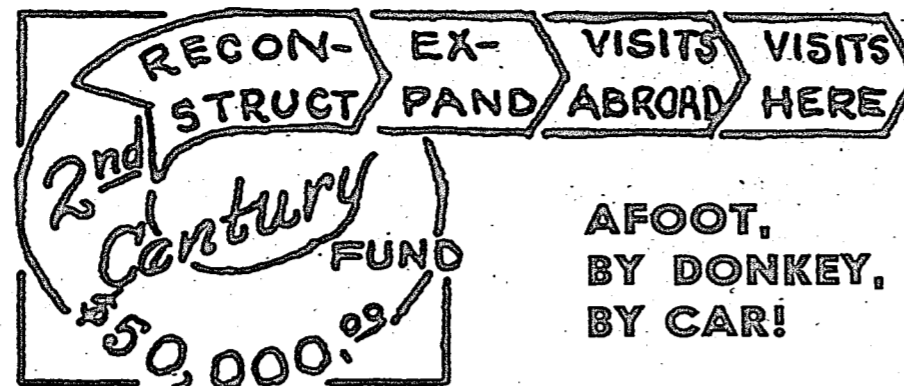 RECON-
STRUCT
EX-
PAND
VISITS
ABROAD
VISITS
HERE
2nd
Century
FUND
$50,000.00
AFOOT,
BY DONKEY,
BY CAR!